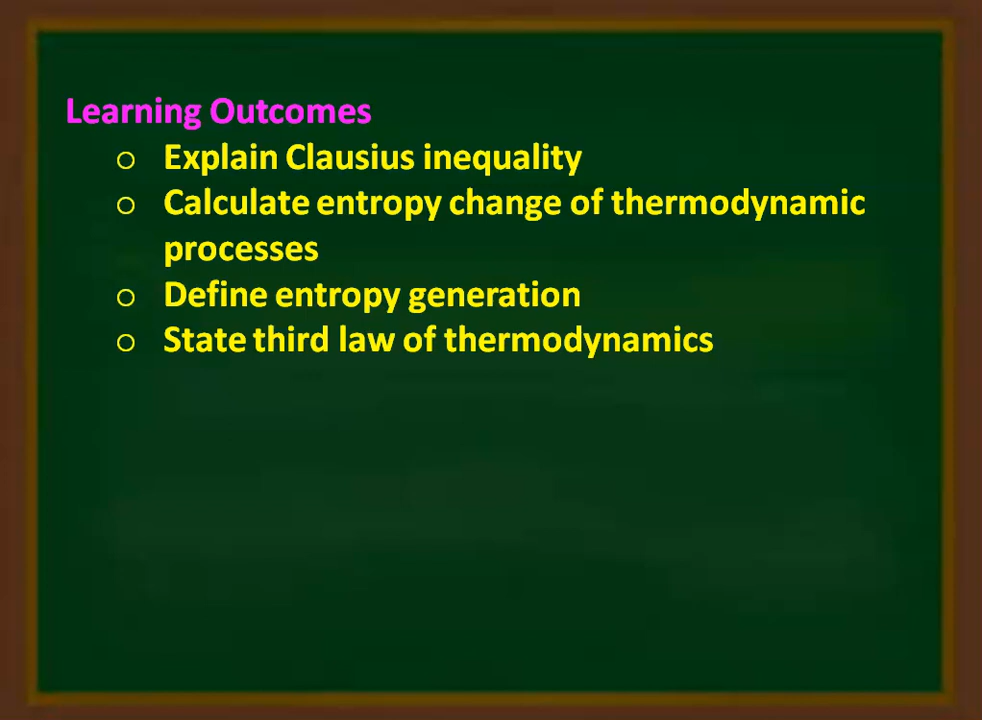 Learning Outcomes
○ Explain Clausius inequality
○ Calculate entropy change of thermodynamic
processes
○ Define entropy generation
○ State third law of thermodynamics